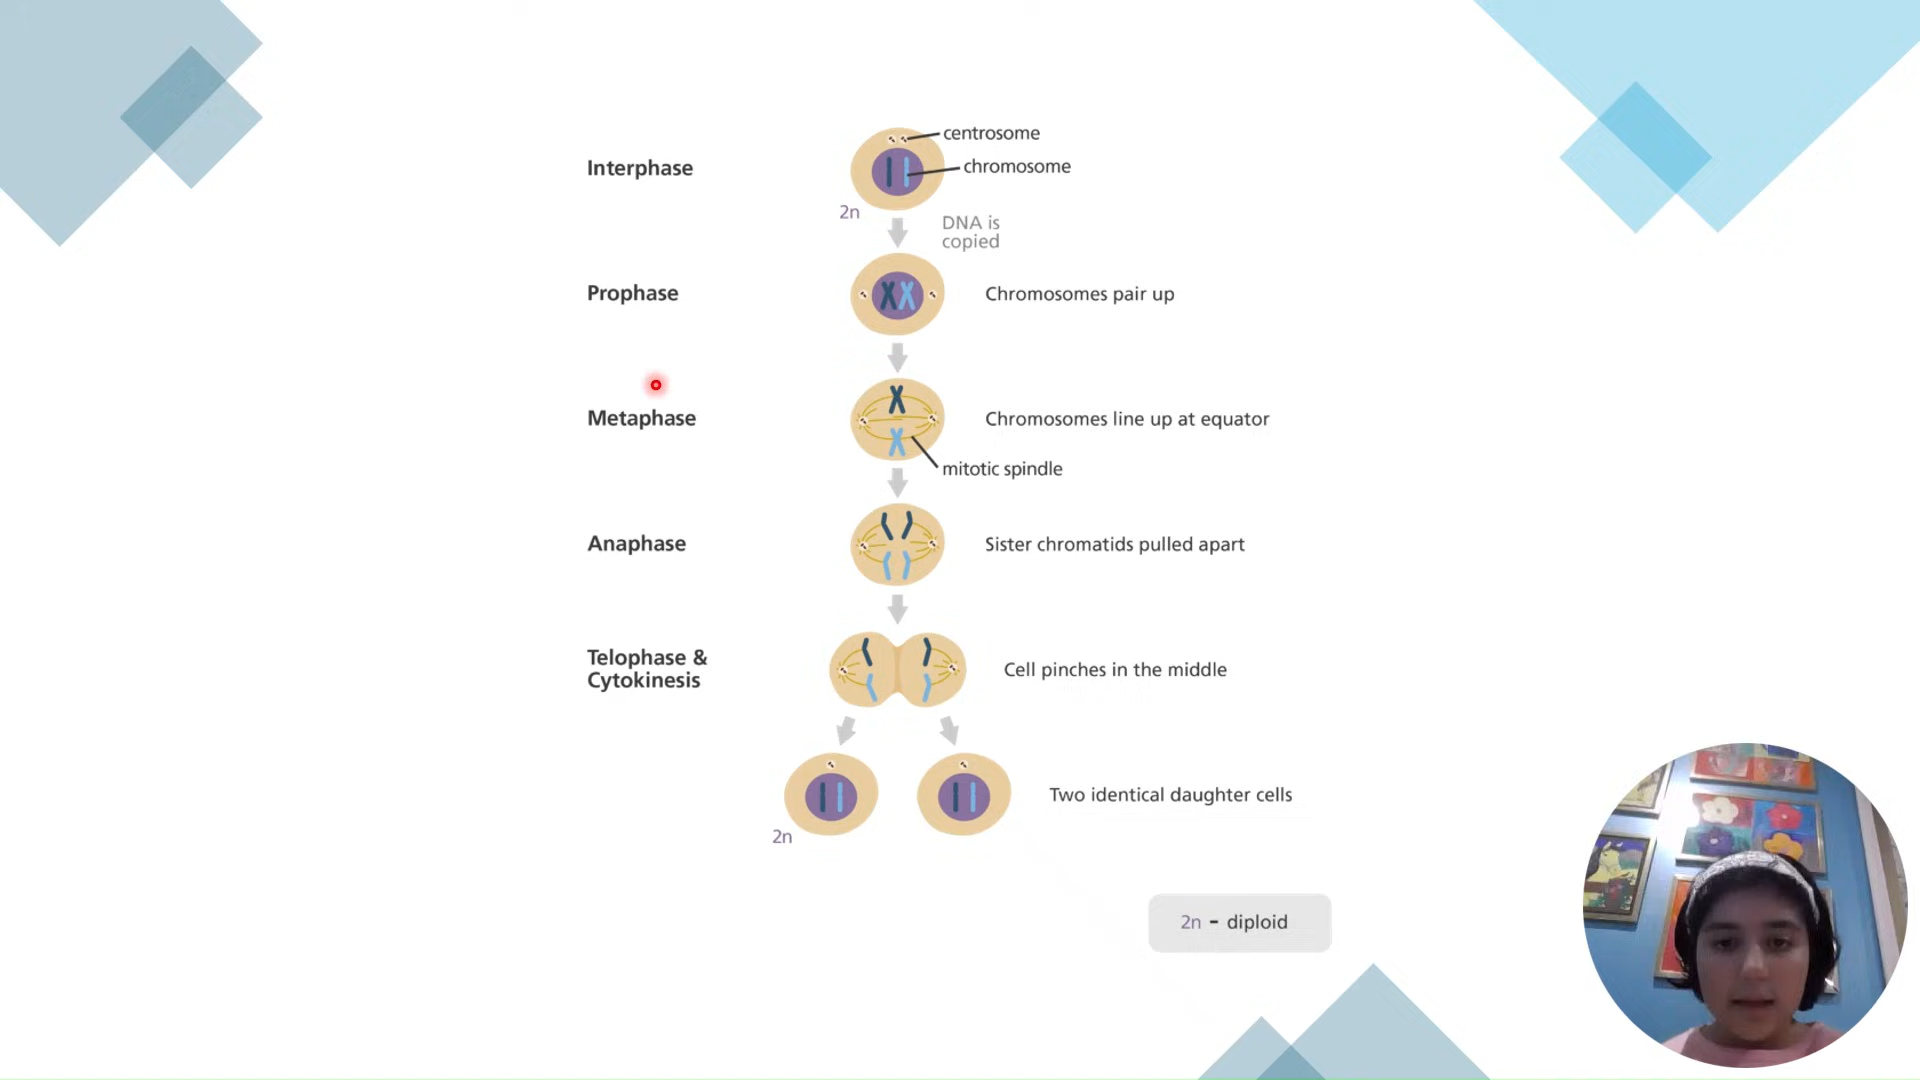 centrosome
Interphase
chromosome
2n
DNA is
copied
Prophase
Chromosomes pair up
Metaphase
Chromosomes line up at equator
mitotic spindle
Anaphase
Sister chromatids pulled apart
Telophase &
Cytokinesis
Cell pinches in the middle
Two identical daughter cells
2n
2n - diploid